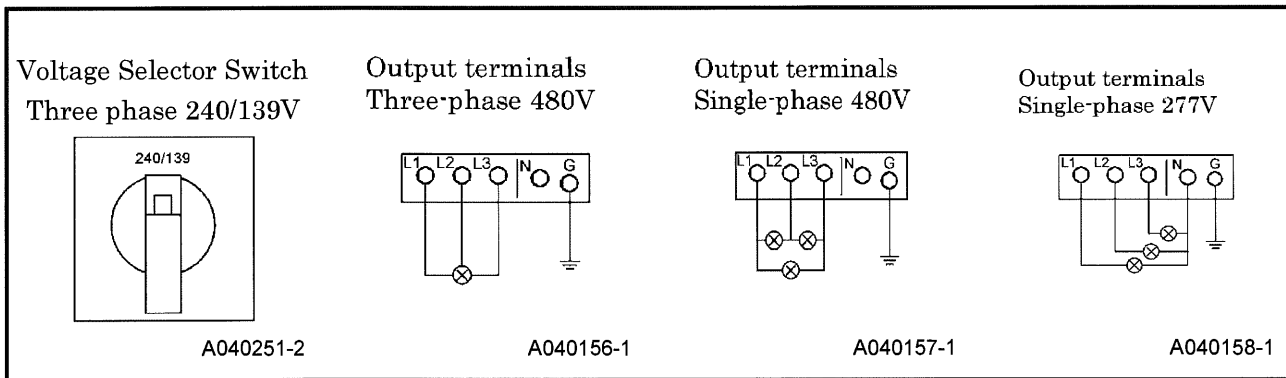 Voltage Selector Switch
Three phase 240/139V
240/139
A040251-2
Output terminals
Three-phase 480V
L1 L2 L3 N G
A040156-1
Output terminals
Single-phase 480V
L1 L2 L3 N G
A040157-1
Output terminals
Single-phase 277V
L1 L2 L3 N G
A040158-1